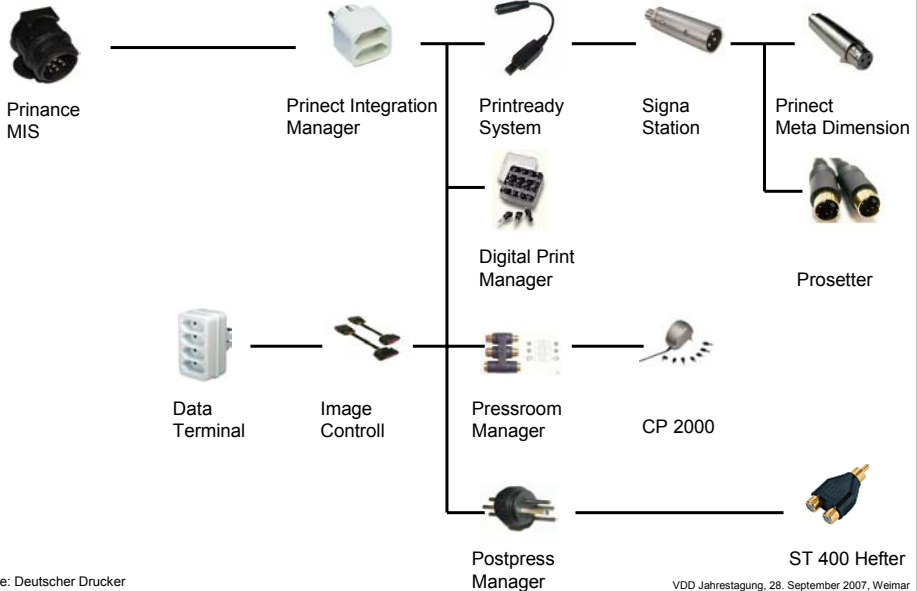 Prinance
MIS
Prinect Integration
Manager
Printready
System
Signa
Station
Prinect
Meta Dimension
Digital Print
Manager
Prosetter
Data
Terminal
Image
Controll
Pressroom
Manager
CP 2000
Postpress
Manager
ST 400 Hefter
e: Deutscher Drucker
VDD Jahrestagung, 28. September 2007, Weimar